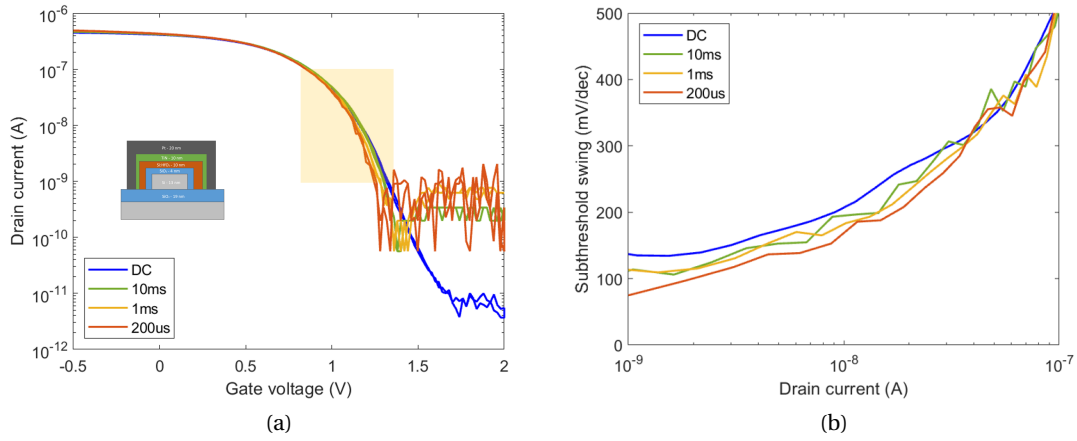 10⁻⁶
10⁻⁷
10⁻⁸
10⁻⁹
10⁻¹⁰
10⁻¹¹
10⁻¹²
Drain current (A)
DC
10ms
1ms
200us
-0.5
0
0.5
1
1.5
2
Gate voltage (V)
(a)
500
400
300
200
100
0
Subthreshold swing (mV/dec)
DC
10ms
1ms
200us
10⁻⁹
10⁻⁸
10⁻⁷
Drain current (A)
(b)